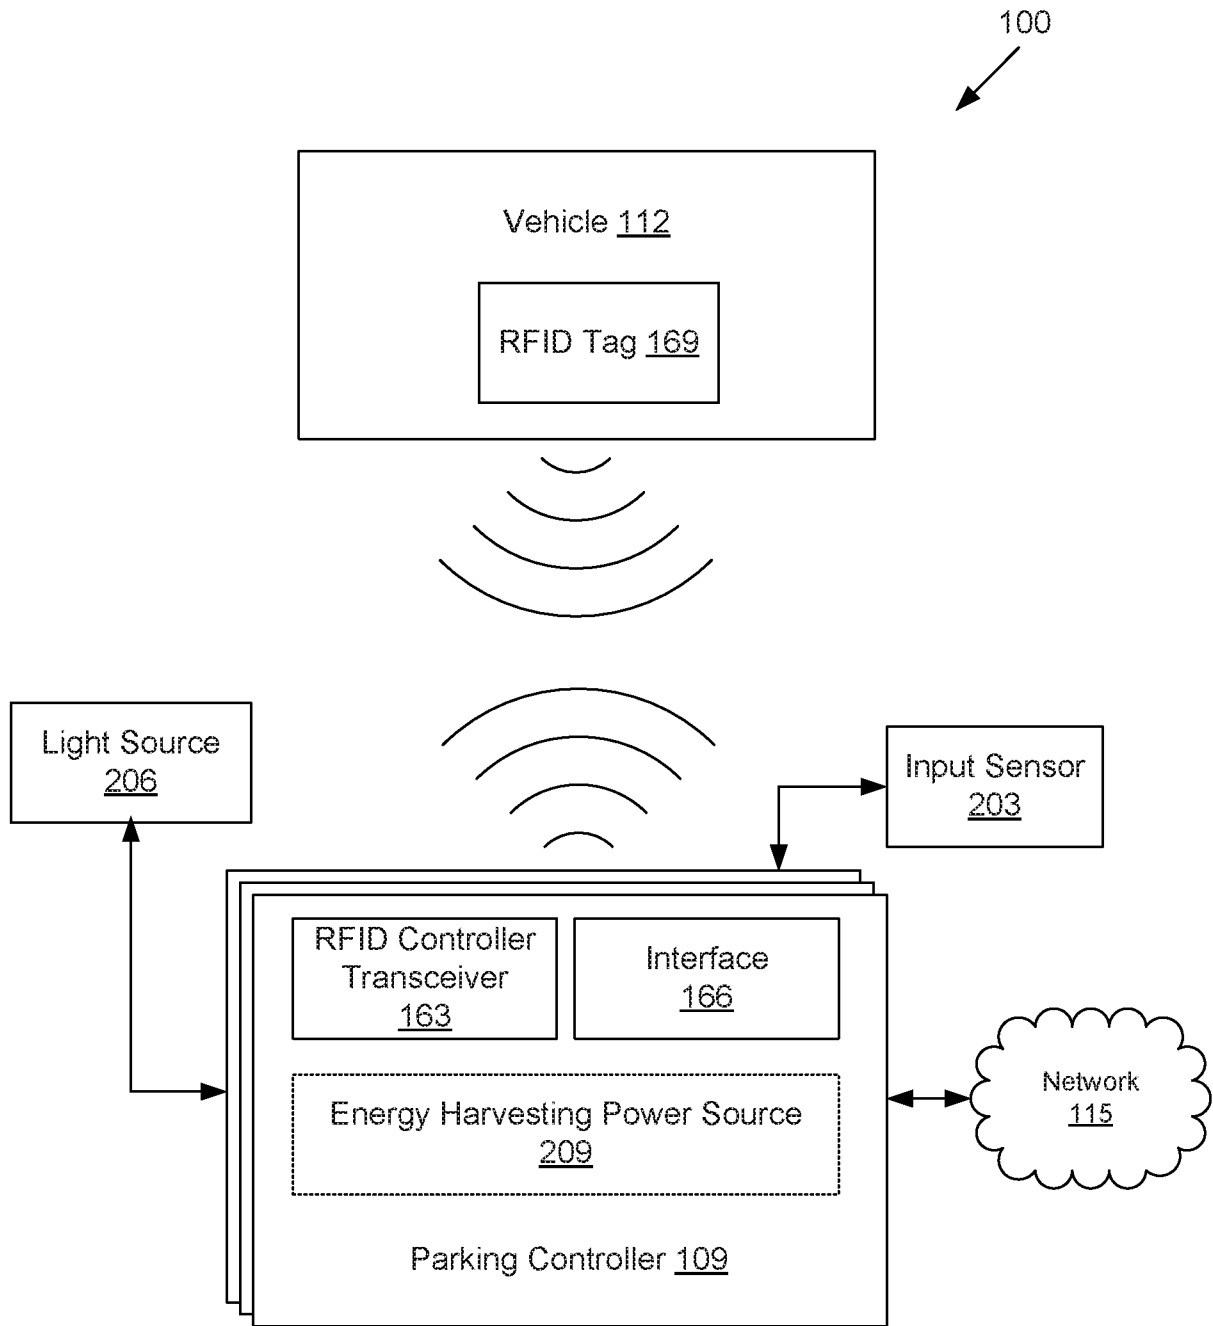 100
Vehicle 112
RFID Tag 169
Light Source
206
Input Sensor
203
RFID Controller
Transceiver
163
Interface
166
Network
115
Energy Harvesting Power Source
209
Parking Controller 109